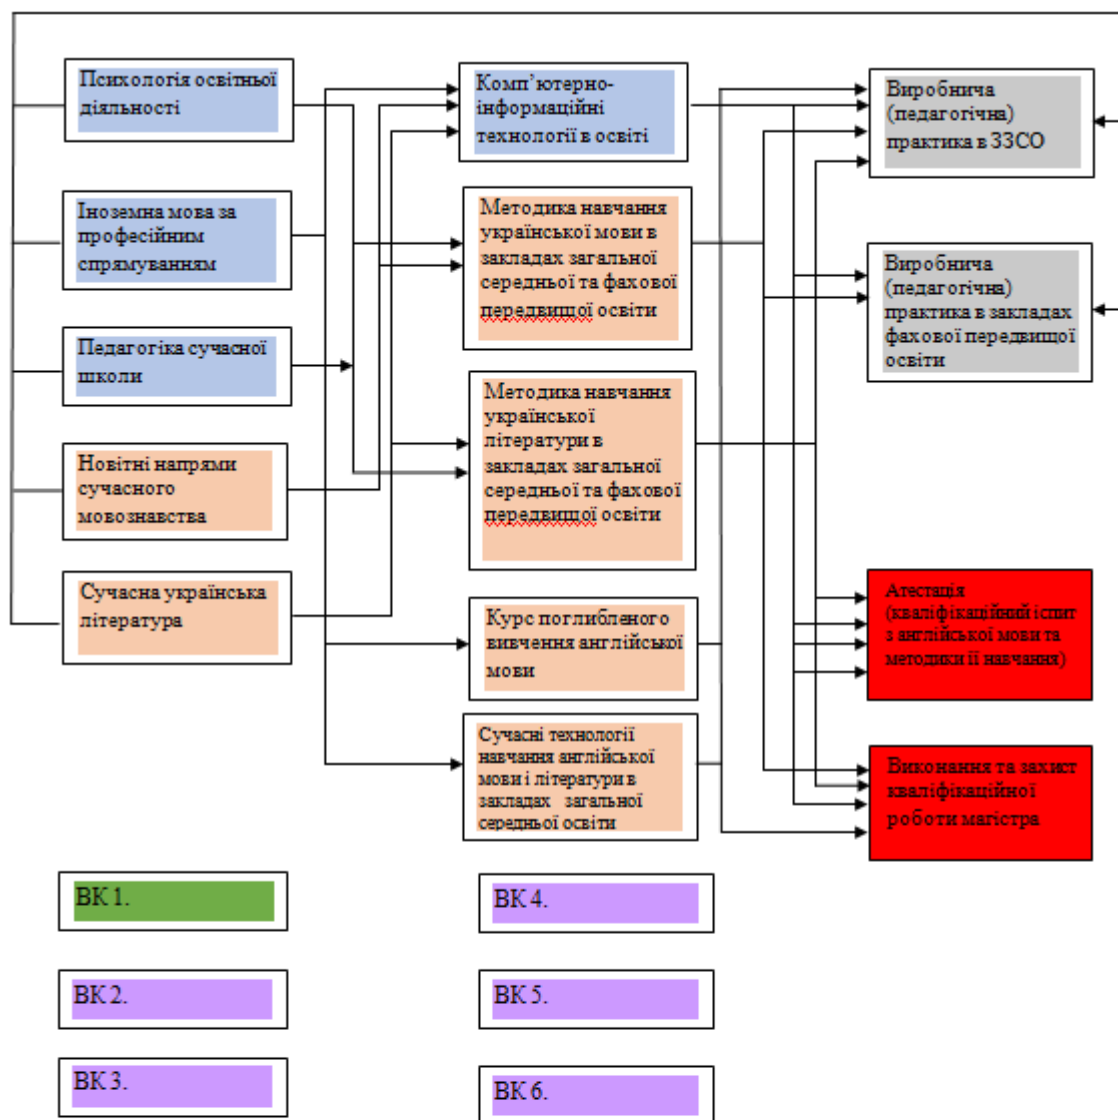 Психологія освітньої
діяльності
Іноземна мова за
професійним
спрямуванням
Педагогіка сучасної
школи
Новітні напрями
сучасного
мовознавства
Сучасна українська
література
Комп’ютерно-
інформаційні
технології в освіті
Методика навчання
української мови в
закладах загальної
середньої та фахової
передвищої освіти
Методика навчання
української
літератури в
закладах загальної
середньої та фахової
передвищої освіти
Курс поглибленого
вивчення англійської
мови
Сучасні технології
навчання англійської
мови і літератури в
закладах загальної
середньої освіти
Виробнича
(педагогічна)
практика в ЗЗСО
Виробнича
(педагогічна)
практика в закладах
фахової передвищої
освіти
Атестація
(кваліфікаційний іспит
з англійської мови та
методики її навчання)
Виконання та захист
кваліфікаційної
роботи магістра
ВК 1.
ВК 2.
ВК 3.
ВК 4.
ВК 5.
ВК 6.